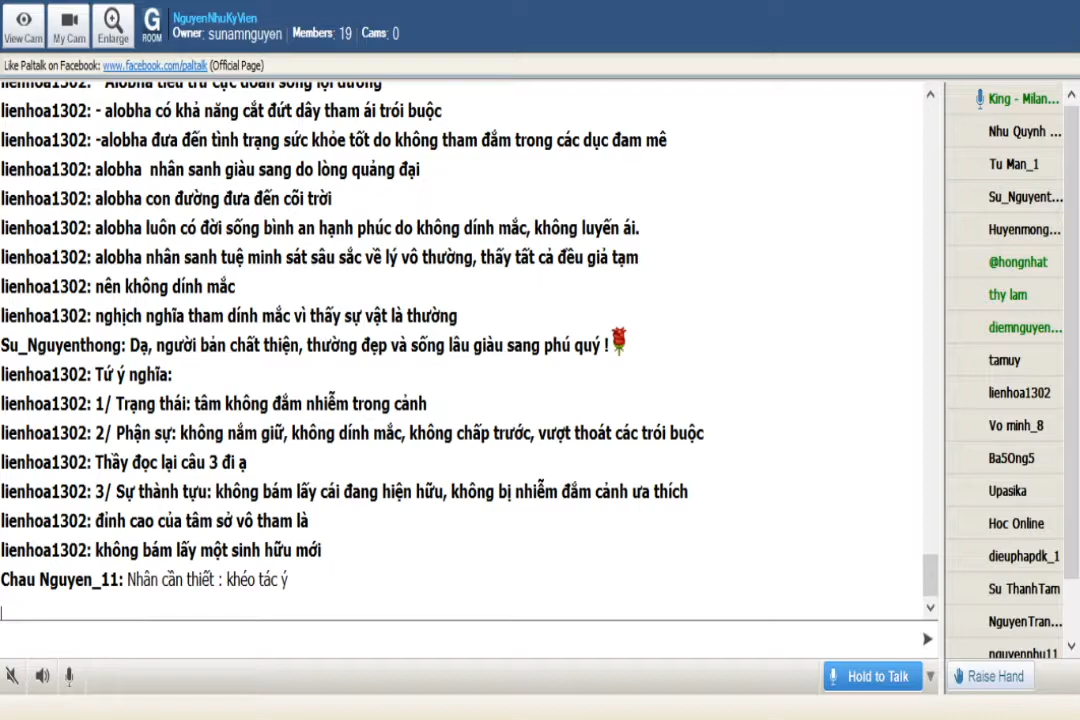 NguyenNhuKyVien
View Cam
My Cam
Enlarge
G
ROOM
Owner: sunamnguyen Members: 19 Cams: 0
Like Paltalk on Facebook: www.facebook.com/paltalk (Official Page)
lienhoa1302: - Alobha tiêu trừ cực đoan sống lợi dưỡng
lienhoa1302: - alobha có khả năng cắt đứt dây tham ái trói buộc
lienhoa1302: -alobha đưa đến tình trạng sức khỏe tốt do không tham đắm trong các dục đam mê
lienhoa1302: alobha  nhân sanh giàu sang do lòng quảng đại
lienhoa1302: alobha con đường đưa đến cõi trời
lienhoa1302: alobha luôn có đời sống bình an hạnh phúc do không dính mắc, không luyến ái.
lienhoa1302: alobha nhân sanh tuệ minh sát sâu sắc về lý vô thường, thấy tất cả đều giả tạm
lienhoa1302: nên không dính mắc
lienhoa1302: nghịch nghĩa tham dính mắc vì thấy sự vật là thường
Su_Nguyenthong: Dạ, người bản chất thiện, thường đẹp và sống lâu giàu sang phú quý !
lienhoa1302: Tứ ý nghĩa:
lienhoa1302: 1/ Trạng thái: tâm không đắm nhiễm trong cảnh
lienhoa1302: 2/ Phận sự: không nắm giữ, không dính mắc, không chấp trước, vượt thoát các trói buộc
lienhoa1302: Thầy đọc lại câu 3 đi ạ
lienhoa1302: 3/ Sự thành tựu: không bám lấy cái đang hiện hữu, không bị nhiễm đắm cảnh ưa thích
lienhoa1302: đỉnh cao của tâm sở vô tham là
lienhoa1302: không bám lấy một sinh hữu mới
Chau Nguyen_11: Nhân cần thiết : khéo tác ý
King - Milan...
Nhu Quynh ...
Tu Man_1
Su_Nguyent...
Huyenmong...
@hongnhat
thy lam
diemnguyen...
tamuy
lienhoa1302
Vo minh_8
Ba5Ong5
Upasika
Hoc Online
dieuphapdk_1
Su ThanhTam
NguyenTran...
nguyennhu11
Hold to Talk
Raise Hand